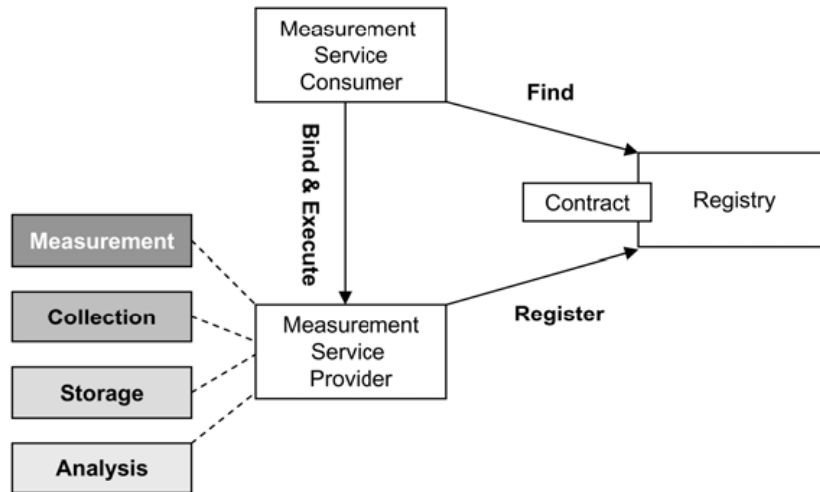 Measurement
Service
Consumer
Find
Bind & Execute
Contract
Registry
Measurement
Collection
Storage
Analysis
Measurement
Service
Provider
Register